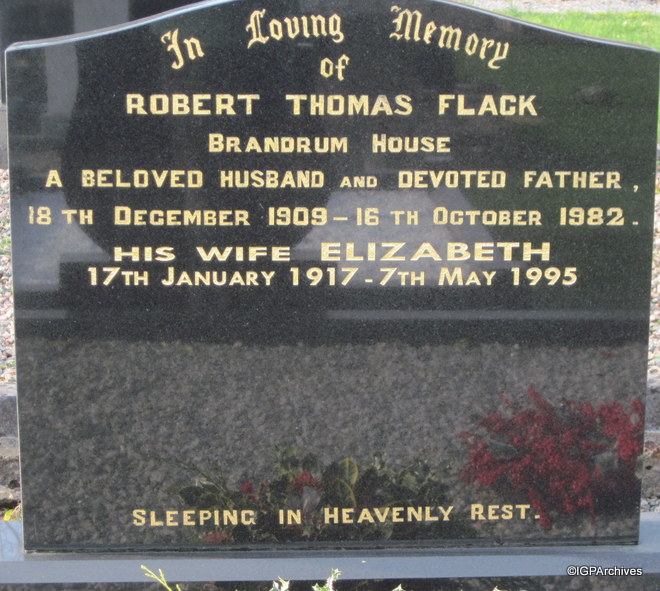 In Loving Memory
of
ROBERT THOMAS FLACK
BRANDRUM HOUSE
A BELOVED HUSBAND AND DEVOTED FATHER,
18TH DECEMBER 1909 – 16TH OCTOBER 1982.
HIS WIFE ELIZABETH
17TH JANUARY 1917 - 7TH MAY 1995
SLEEPING IN HEAVENLY REST.
©IGPArchives